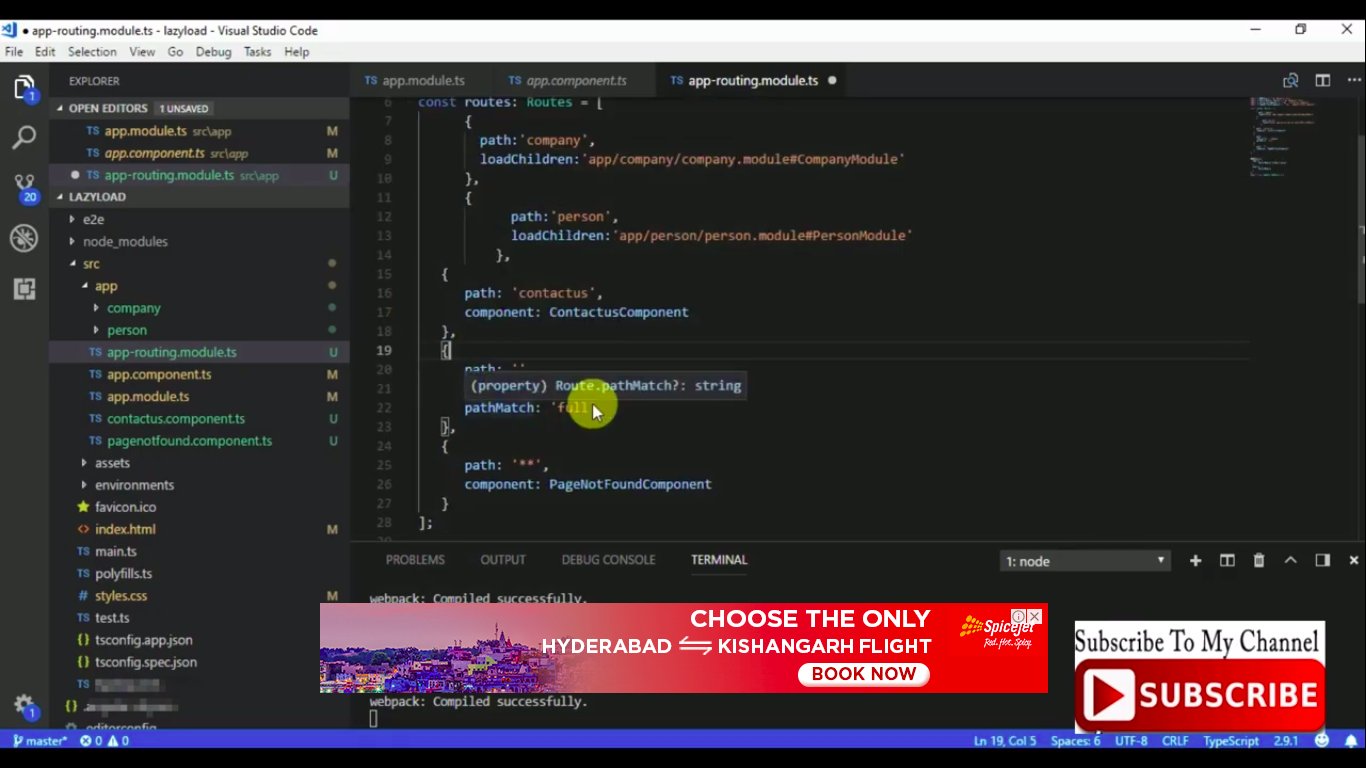 app-routing.module.ts - lazyload - Visual Studio Code
File Edit Selection View Go Debug Tasks Help
EXPLORER
OPEN EDITORS 1 UNSAVED
TS app.module.ts src\app M
TS app.component.ts src\app M
TS app-routing.module.ts src\app U
LAZYLOAD
e2e
node_modules
src
app
company
person
TS app-routing.module.ts U
TS app.component.ts M
TS app.module.ts M
TS contactus.component.ts U
TS pagenotfound.component.ts U
assets
environments
favicon.ico
<> index.html M
TS main.ts
TS polyfills.ts
# styles.css M
TS test.ts
{} tsconfig.app.json
{} tsconfig.spec.json
TS
{}
.editorconfig
1
20
1
TS app.module.ts TS app.component.ts TS app-routing.module.ts
6 const routes: Routes = [
7 {
8 path:'company',
9 loadChildren:'app/company/company.module#CompanyModule'
10 },
11 {
12 path:'person',
13 loadChildren:'app/person/person.module#PersonModule'
14 },
15 {
16 path: 'contactus',
17 component: ContactusComponent
18 },
19 {
20 path: ''
(property) Route.pathMatch?: string
21
22 pathMatch: 'full
23 },
24 {
25 path: '**',
26 component: PageNotFoundComponent
27 }
28 ];
PROBLEMS OUTPUT DEBUG CONSOLE TERMINAL 1: node
webpack: Compiled successfully.
CHOOSE THE ONLY
HYDERABAD KISHANGARH FLIGHT
BOOK NOW
SpiceJet
Red. Hot. Spicy.
webpack: Compiled successfully.
Subscribe To My Channel
SUBSCRIBE
master* 0 0 Ln 19, Col 5 Spaces: 6 UTF-8 CRLF TypeScript 2.9.1